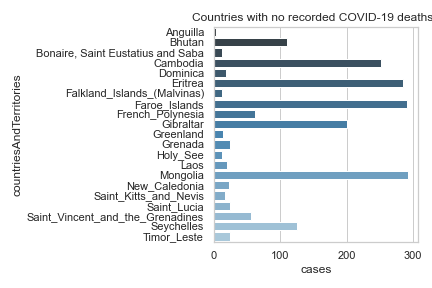 Countries with no recorded COVID-19 deaths
countriesAndTerritories
Anguilla
Bhutan
Bonaire, Saint Eustatius and Saba
Cambodia
Dominica
Eritrea
Falkland_Islands_(Malvinas)
Faroe_Islands
French_Polynesia
Gibraltar
Greenland
Grenada
Holy_See
Laos
Mongolia
New_Caledonia
Saint_Kitts_and_Nevis
Saint_Lucia
Saint_Vincent_and_the_Grenadines
Seychelles
Timor_Leste
0 100 200 300
cases